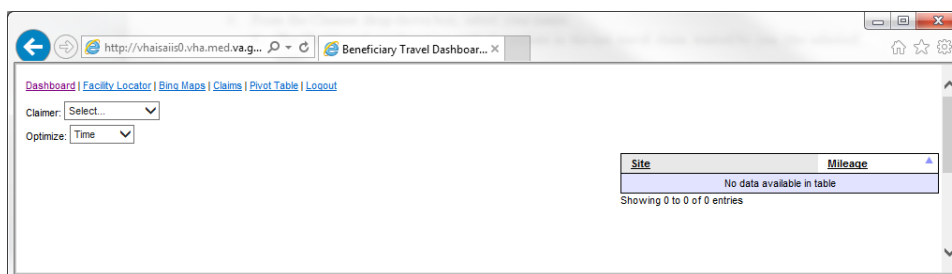 http://vhaisaiis0.vha.med.va.g...
Beneficiary Travel Dashboar...
Dashboard | Facility Locator | Bing Maps | Claims | Pivot Table | Logout
Claimer: Select...
Optimize: Time
Site Mileage
No data available in table
Showing 0 to 0 of 0 entries